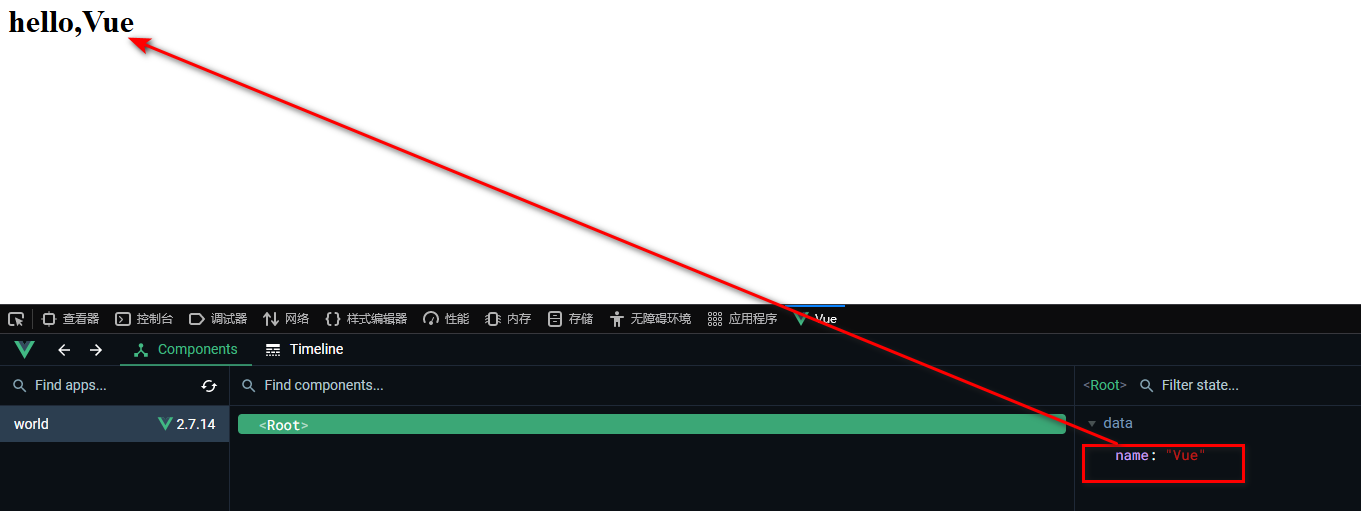 hello,Vue
查看器 控制台 调试器 网络 样式编辑器 性能 内存 存储 无障碍环境 应用程序 Vue
Components Timeline
Find apps... Find components... <Root> Filter state...
world 2.7.14 <Root> data
name: "Vue"